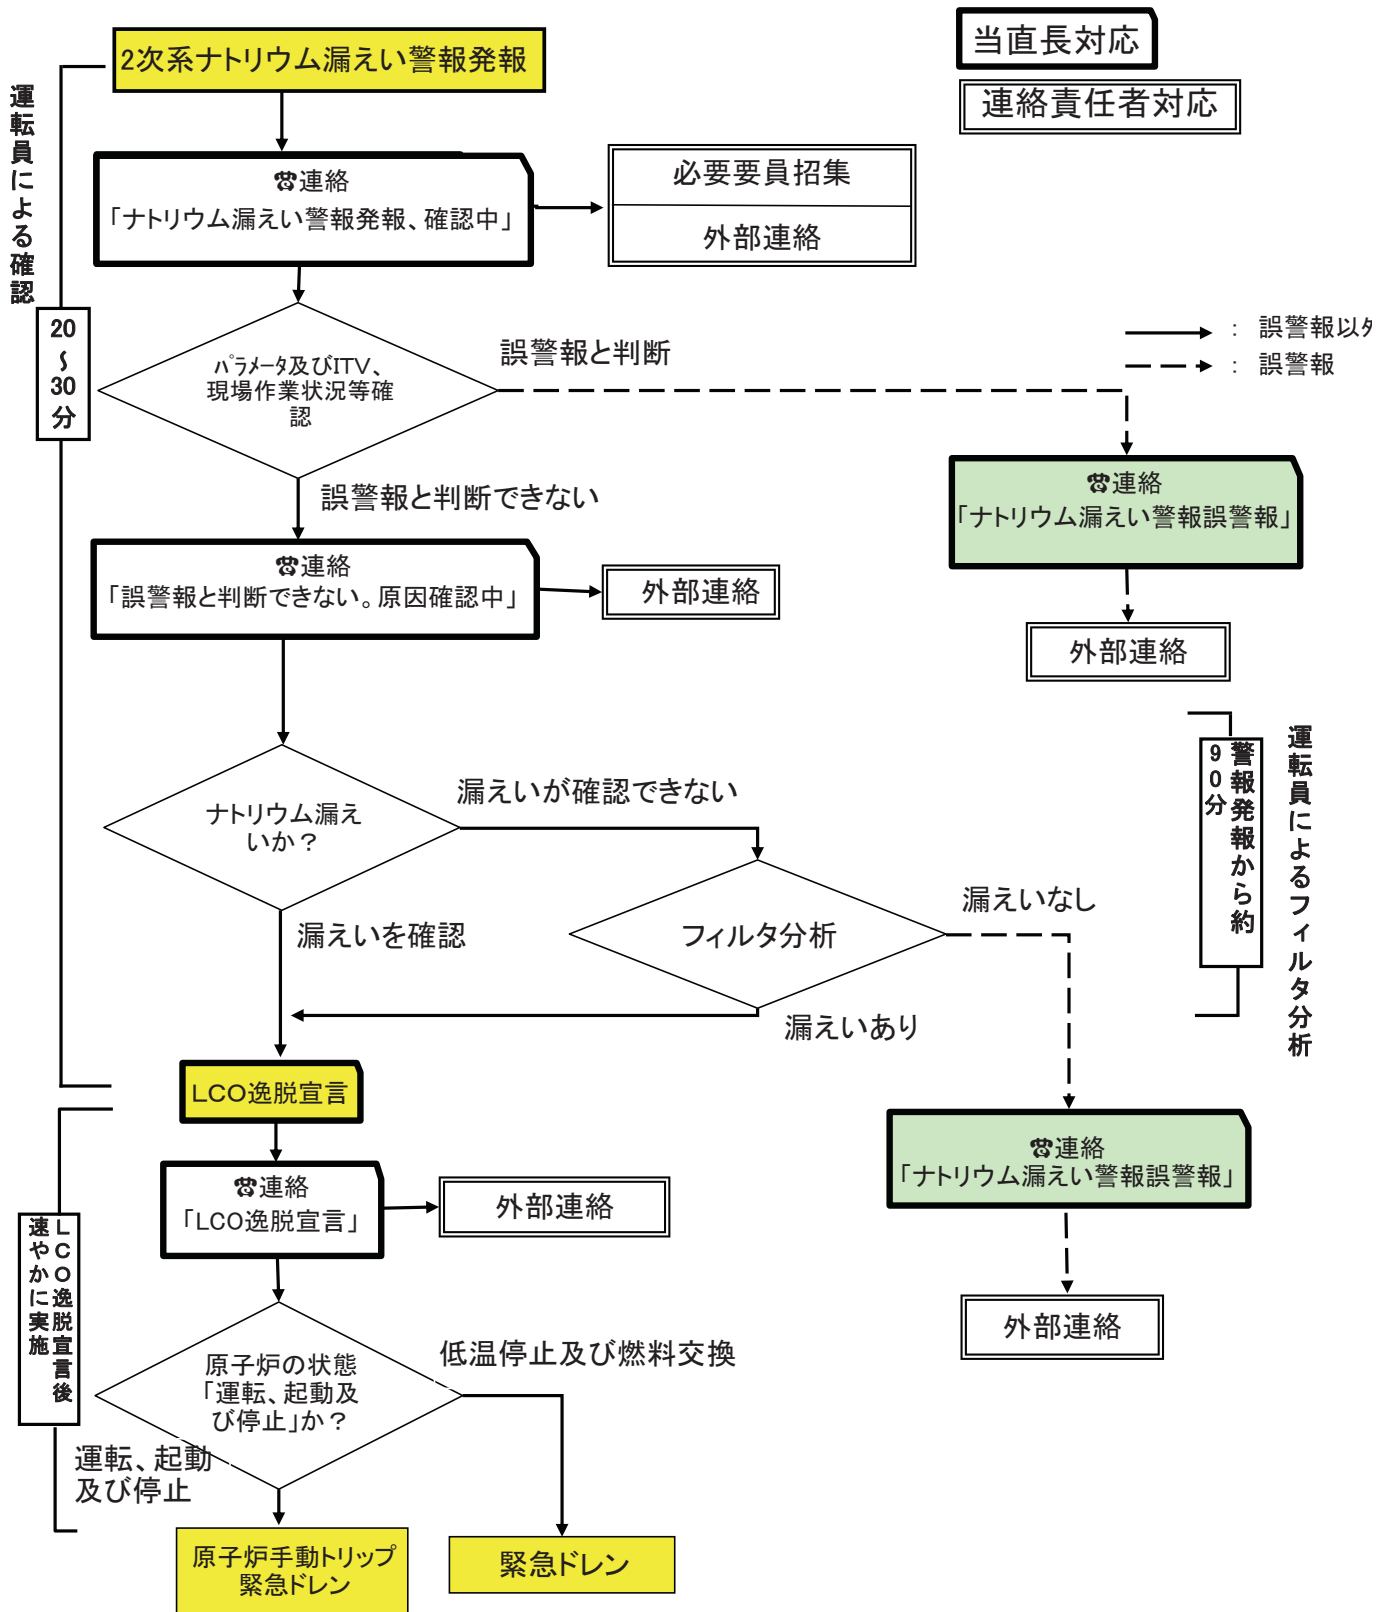 2次系ナトリウム漏えい警報発報
当直長対応
連絡責任者対応
運転員による確認
20～30分
☎連絡
「ナトリウム漏えい警報発報、確認中」
必要要員招集
外部連絡
： 誤警報以外
： 誤警報
パラメータ及びITV、
現場作業状況等確
認
誤警報と判断
☎連絡
「ナトリウム漏えい警報誤警報」
外部連絡
誤警報と判断できない
☎連絡
「誤警報と判断できない。原因確認中」
外部連絡
ナトリウム漏え
いか？
漏えいが確認できない
漏えいを確認
フィルタ分析
漏えいなし
漏えいあり
警報発報から約
90分
運転員によるフィルタ分析
LCO逸脱宣言
☎連絡
「LCO逸脱宣言」
外部連絡
☎連絡
「ナトリウム漏えい警報誤警報」
外部連絡
LCO逸脱宣言後
速やかに実施
原子炉の状態
「運転、起動及
び停止」か？
低温停止及び燃料交換
運転、起動
及び停止
原子炉手動トリップ
緊急ドレン
緊急ドレン